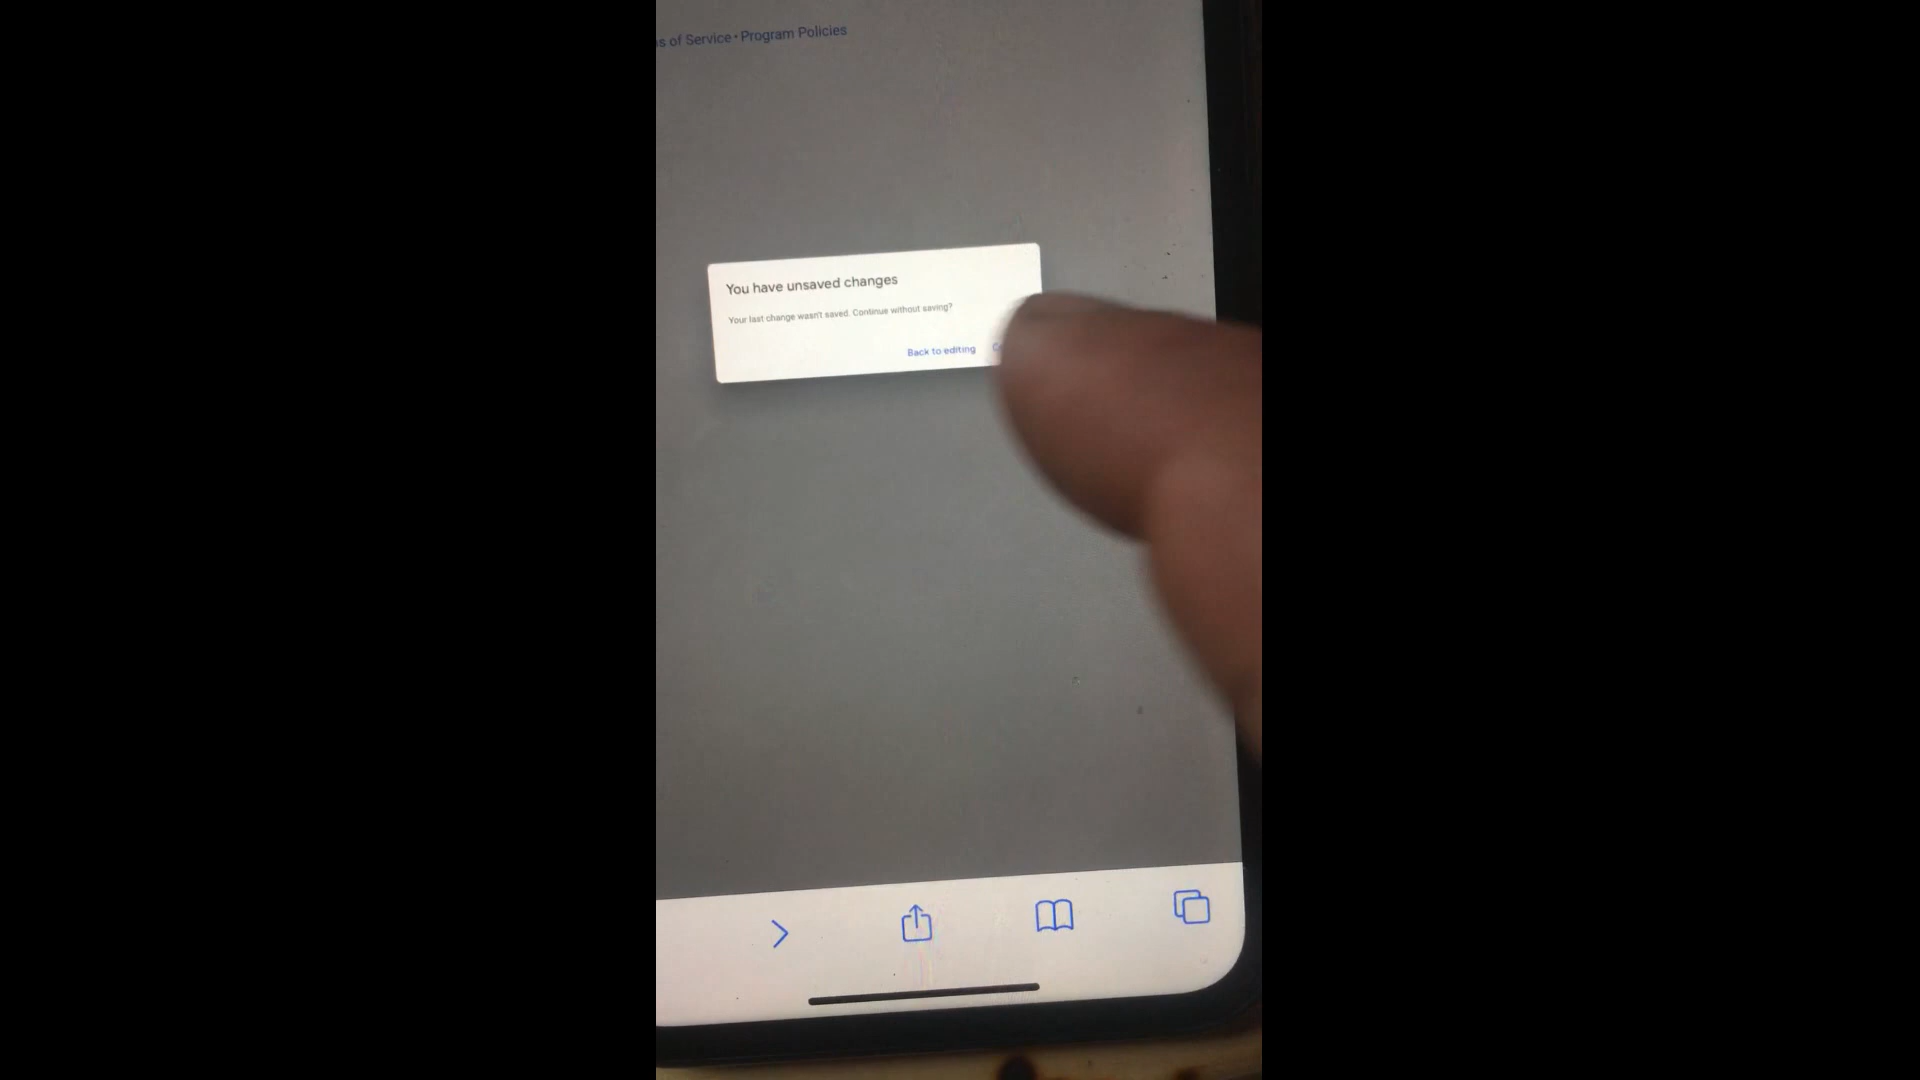 of Service • Program Policies
You have unsaved changes
Your last change wasn't saved. Continue without saving?
Back to editing